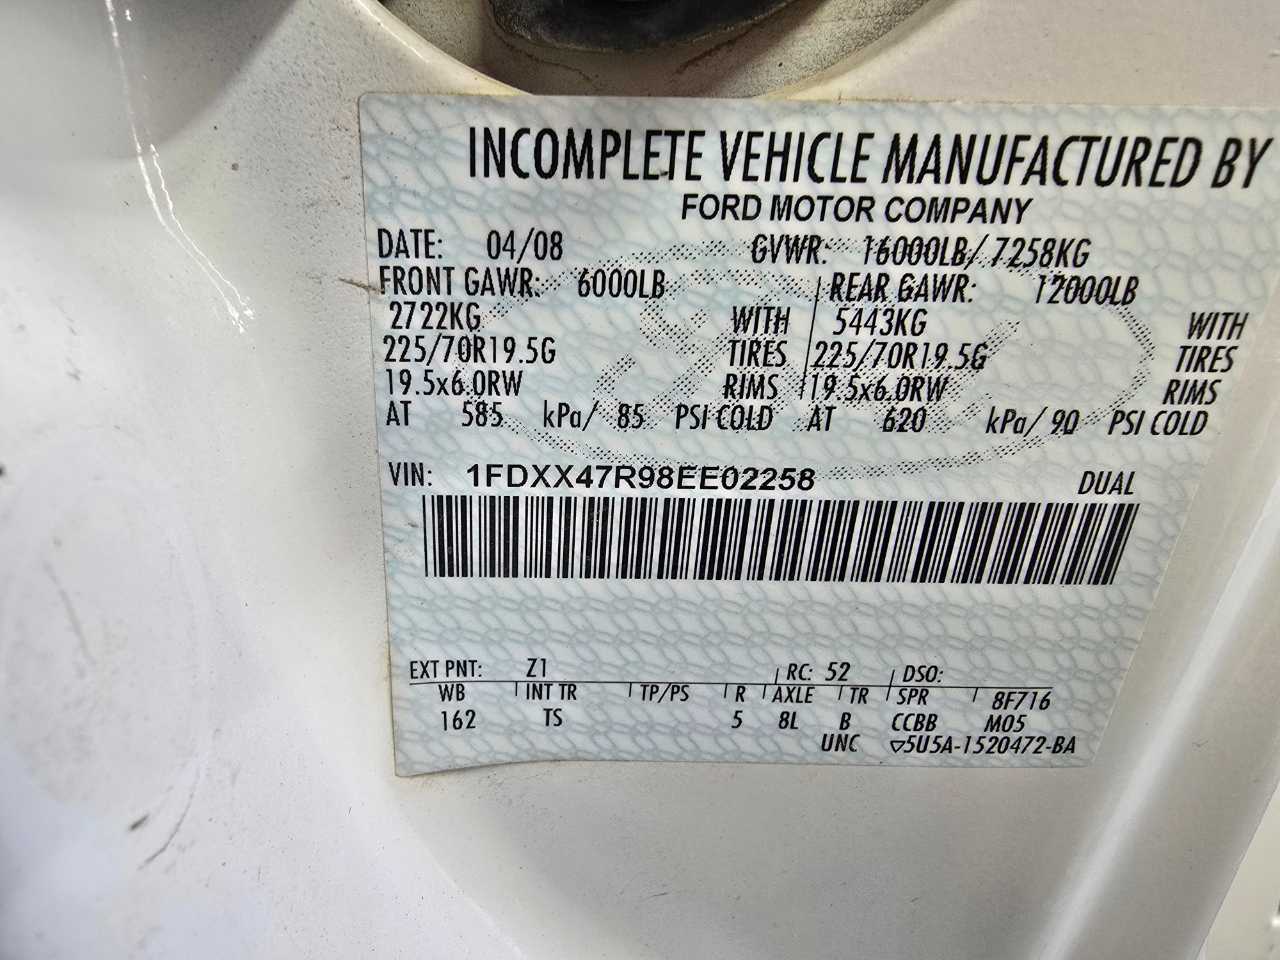 INCOMPLETE VEHICLE MANUFACTURED BY
FORD MOTOR COMPANY
DATE: 04/08 GVWR: 16000LB/ 7258KG
FRONT GAWR: 6000LB REAR GAWR: 12000LB
2722KG WITH 5443KG WITH
225/70R19.5G TIRES 225/70R19.5G TIRES
19.5x6.0RW RIMS 19.5x6.0RW RIMS
AT 585 kPa/ 85 PSI COLD AT 620 kPa/ 90 PSI COLD
VIN: 1FDXX47R98EE02258 DUAL
EXT PNT: Z1 RC: 52 DSO:
WB INT TR TP/PS R AXLE TR SPR 8F716
162 TS 5 8L B CCBB M05
UNC ▽5U5A-1520472-BA